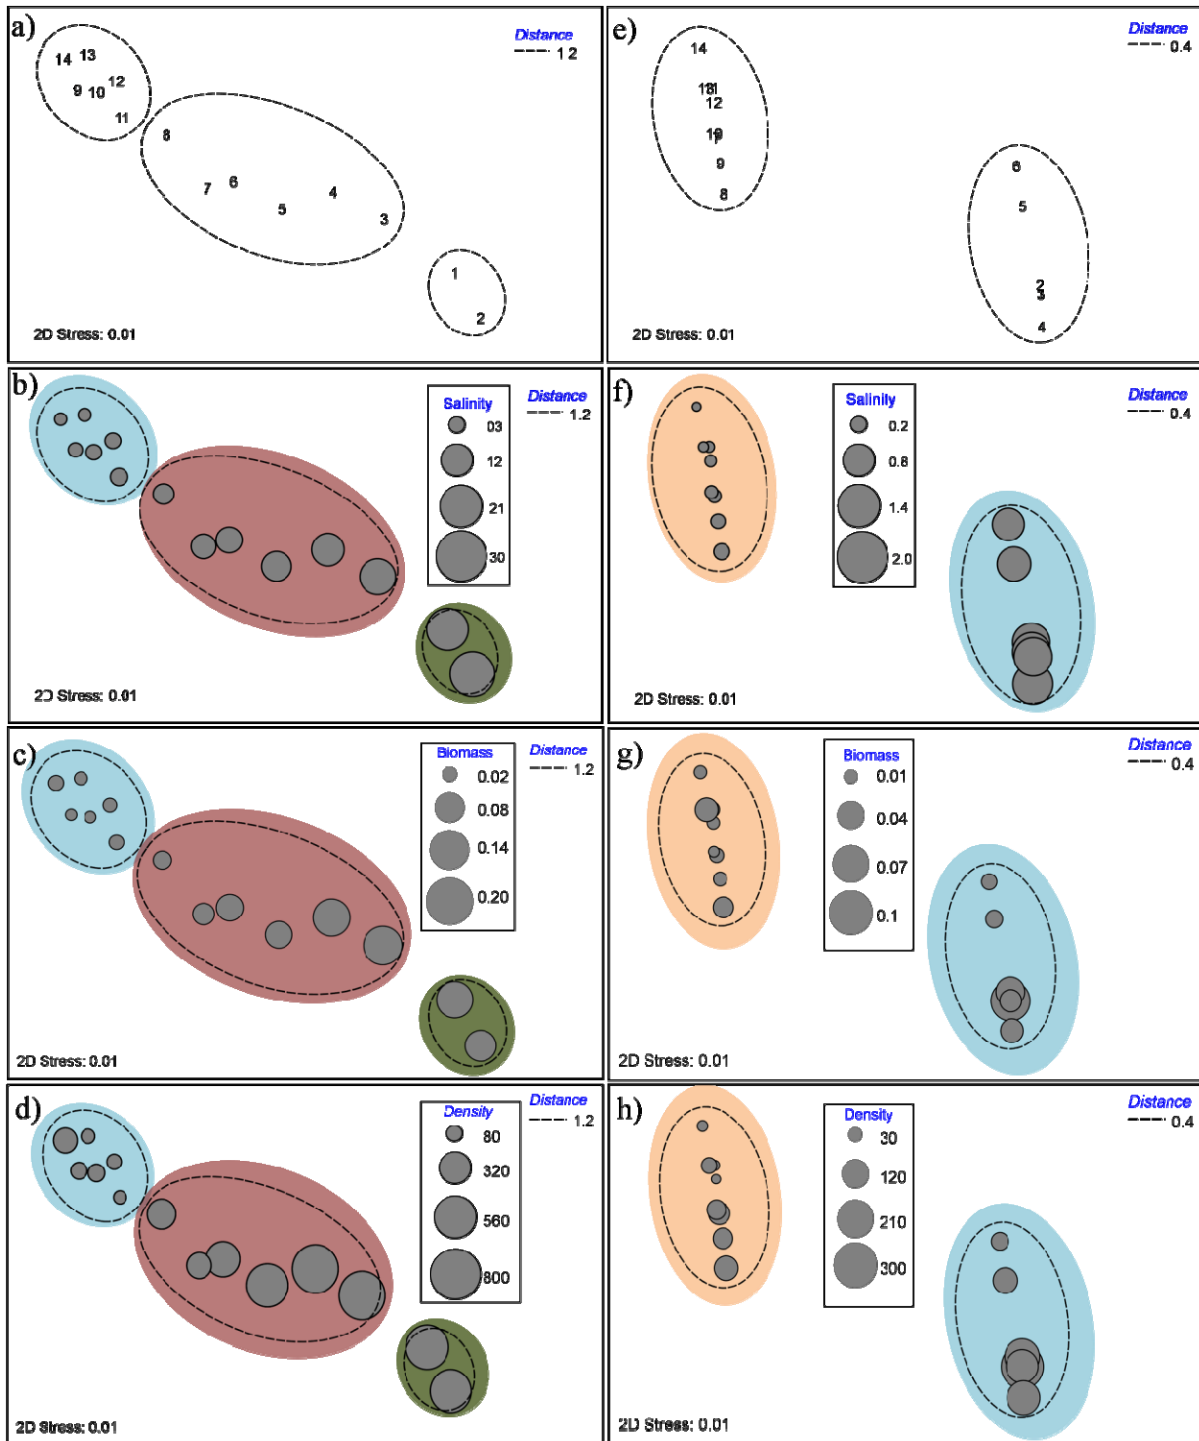 a)
Distance
1 2
14 13
9 10 12
11
8
7 6
5
4
3
1
2
2D Stress: 0.01
e)
Distance
0.4
14
12
9
8
6
5
2
3
4
2D Stress: 0.01
b)
Salinity
03
12
21
30
Distance
1.2
2D Stress: 0.01
f)
Salinity
0.2
0.8
1.4
2.0
Distance
0.4
2D Stress: 0.01
c)
Biomass
0.02
0.08
0.14
0.20
Distance
1.2
2D Stress: 0.01
g)
Biomass
0.01
0.04
0.07
0.1
Distance
0.4
2D Stress: 0.01
d)
Density
80
320
560
800
Distance
1.2
2D Stress: 0.01
h)
Density
30
120
210
300
Distance
0.4
2D Stress: 0.01